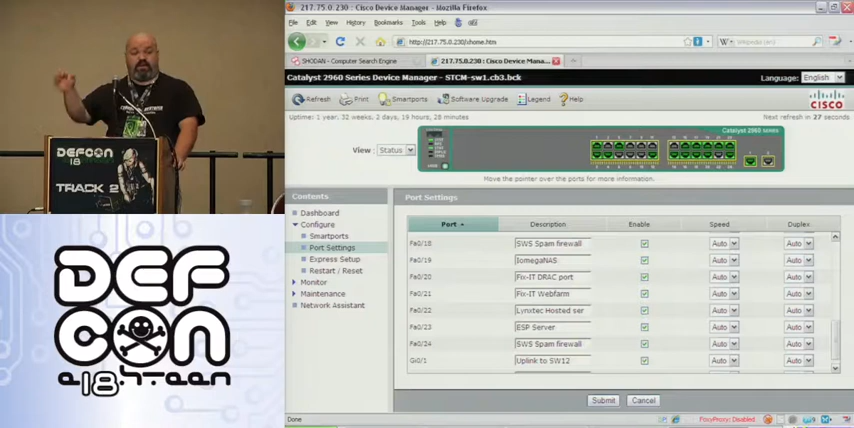 217.75.0.230 : Cisco Device Manager - Mozilla Firefox
File Edit View History Bookmarks Tools Help
http://217.75.0.230/xhome.htm
SHODAN - Computer Search Engine
217.75.0.230 : Cisco Device Mana...
Catalyst 2960 Series Device Manager - STCM-sw1.cb3.bck
Language: English
Refresh Print Smartports Software Upgrade Legend Help
CISCO
Uptime: 1 year, 32 weeks, 2 days, 19 hours, 28 minutes
Next refresh in 27 seconds
Catalyst 2960 SERIES
View: Status
Move the pointer over the ports for more information.
Contents
Dashboard
Configure
Smartports
Port Settings
Express Setup
Restart / Reset
Monitor
Maintenance
Network Assistant
Port Settings
Port Description Enable Speed Duplex
Fa0/18 SWS Spam firewall Auto Auto
Fa0/19 IomegaNAS Auto Auto
Fa0/20 Fix-IT DRAC port Auto Auto
Fa0/21 Fix-IT Webfarm Auto Auto
Fa0/22 Lynxtec Hosted ser Auto Auto
Fa0/23 ESP Server Auto Auto
Fa0/24 SWS Spam firewall Auto Auto
Gi0/1 Uplink to SW12 Auto Auto
Submit Cancel
Done
FoxyProxy: Disabled
DEFCON
18
TRACK 2
DEF
CON
e18hteen